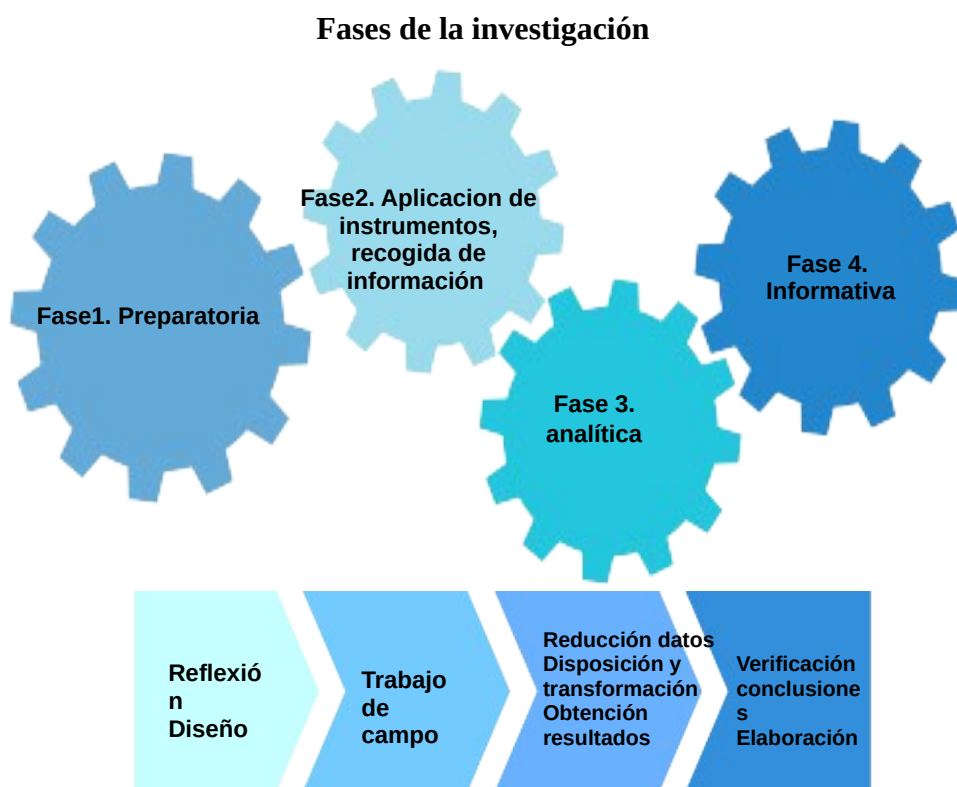 Fases de la investigación
Fase1. Preparatoria
Fase2. Aplicacion de
instrumentos,
recogida de
información
Fase 3.
analítica
Fase 4.
Informativa
Reflexió
n
Diseño
Trabajo
de
campo
Reducción datos
Disposición y
transformación
Obtención
resultados
Verificación
conclusione
s
Elaboración